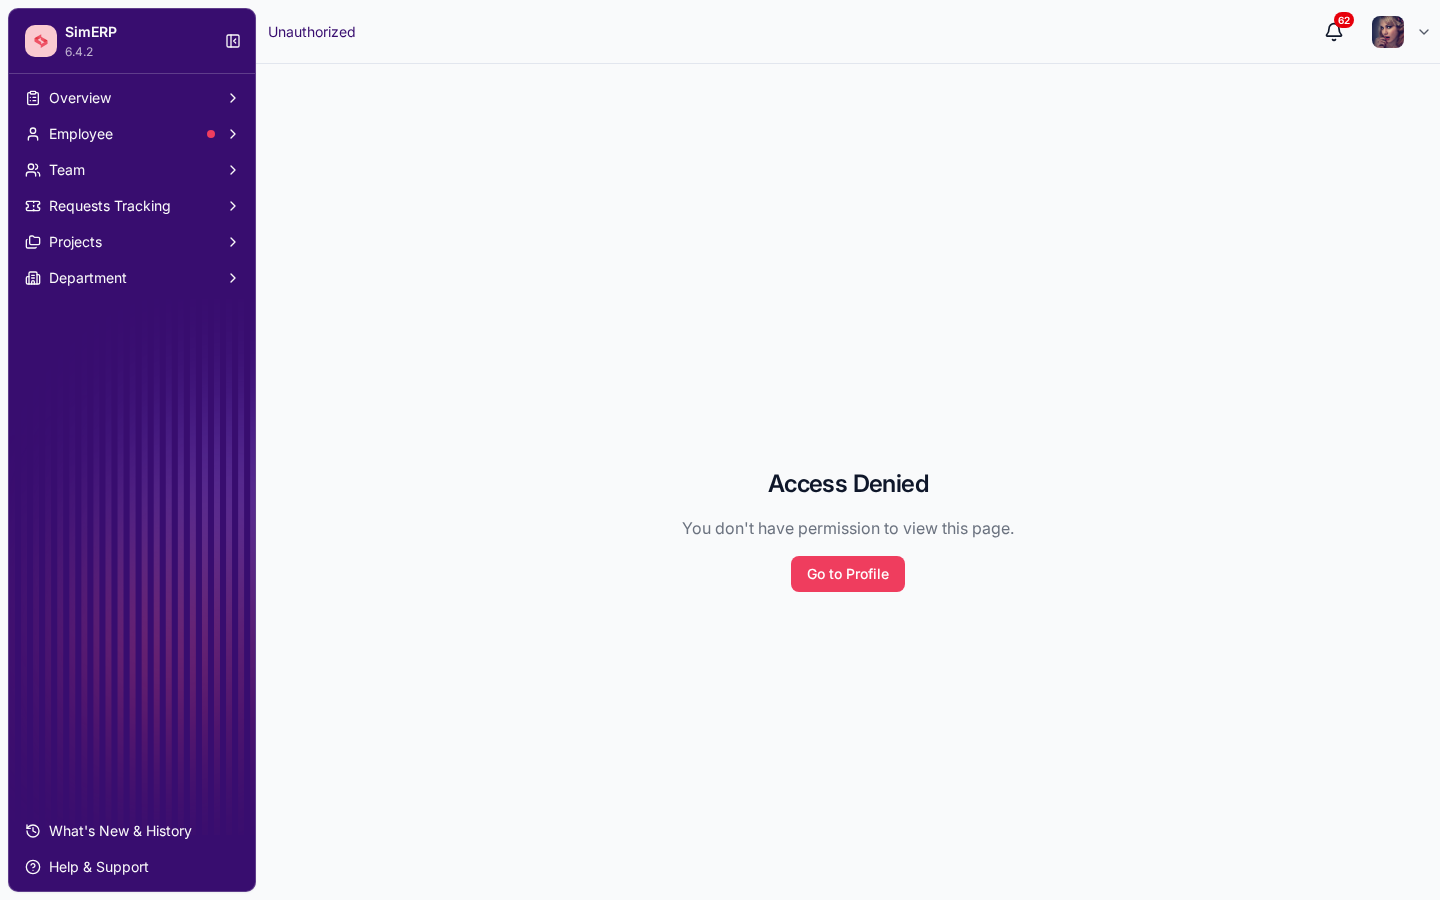 SimERP
6.4.2
Overview
Employee
Team
Requests Tracking
Projects
Department
What's New & History
Help & Support
Unauthorized
62
Access Denied
You don't have permission to view this page.
Go to Profile